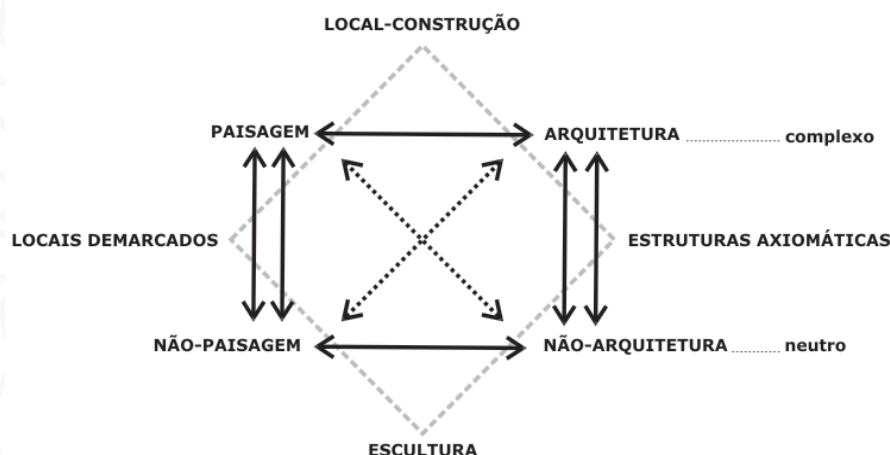 LOCAL-CONSTRUÇÃO
PAISAGEM
ARQUITETURA ..................... complexo
LOCAIS DEMARCADOS
ESTRUTURAS AXIOMÁTICAS
NÃO-PAISAGEM
NÃO-ARQUITETURA ........... neutro
ESCULTURA